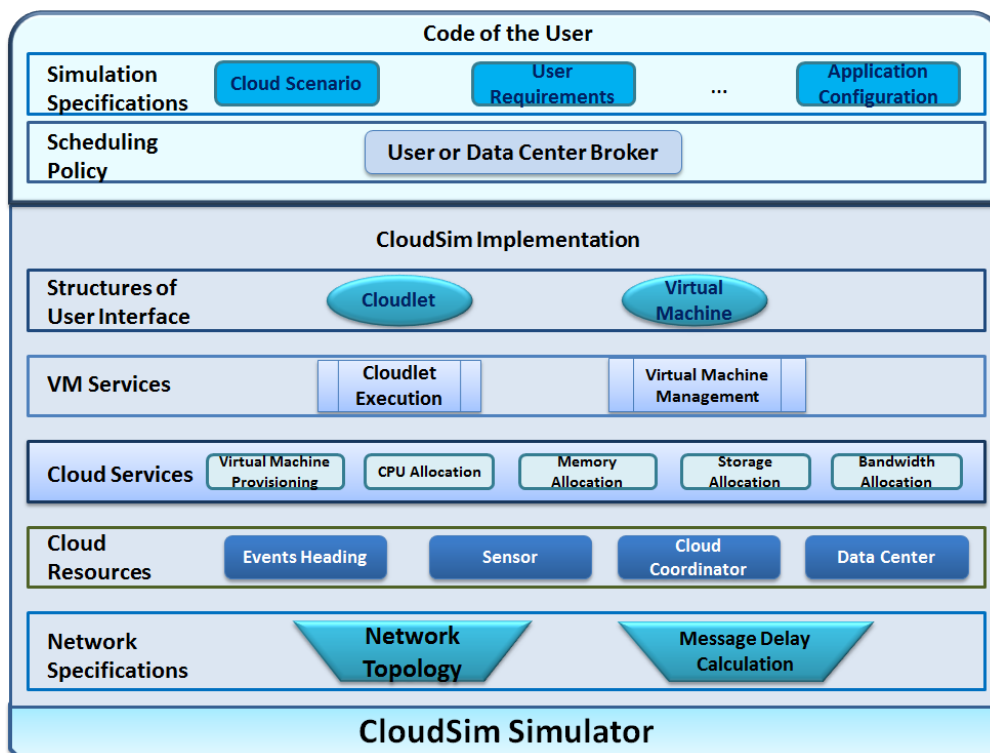 Code of the User
Simulation
Specifications
Cloud Scenario
User
Requirements
...
Application
Configuration
Scheduling
Policy
User or Data Center Broker
CloudSim Implementation
Structures of
User Interface
Cloudlet
Virtual
Machine
VM Services
Cloudlet
Execution
Virtual Machine
Management
Cloud Services
Virtual Machine
Provisioning
CPU Allocation
Memory
Allocation
Storage
Allocation
Bandwidth
Allocation
Cloud
Resources
Events Heading
Sensor
Cloud
Coordinator
Data Center
Network
Specifications
Network
Topology
Message Delay
Calculation
CloudSim Simulator